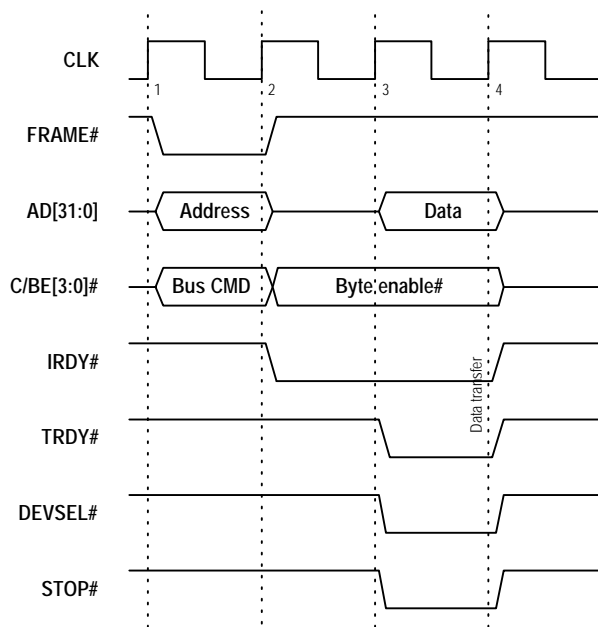 CLK
1 2 3 4
FRAME#
AD[31:0] Address Data
C/BE[3:0]# Bus CMD Byte enable#
IRDY#
Data transfer
TRDY#
DEVSEL#
STOP#